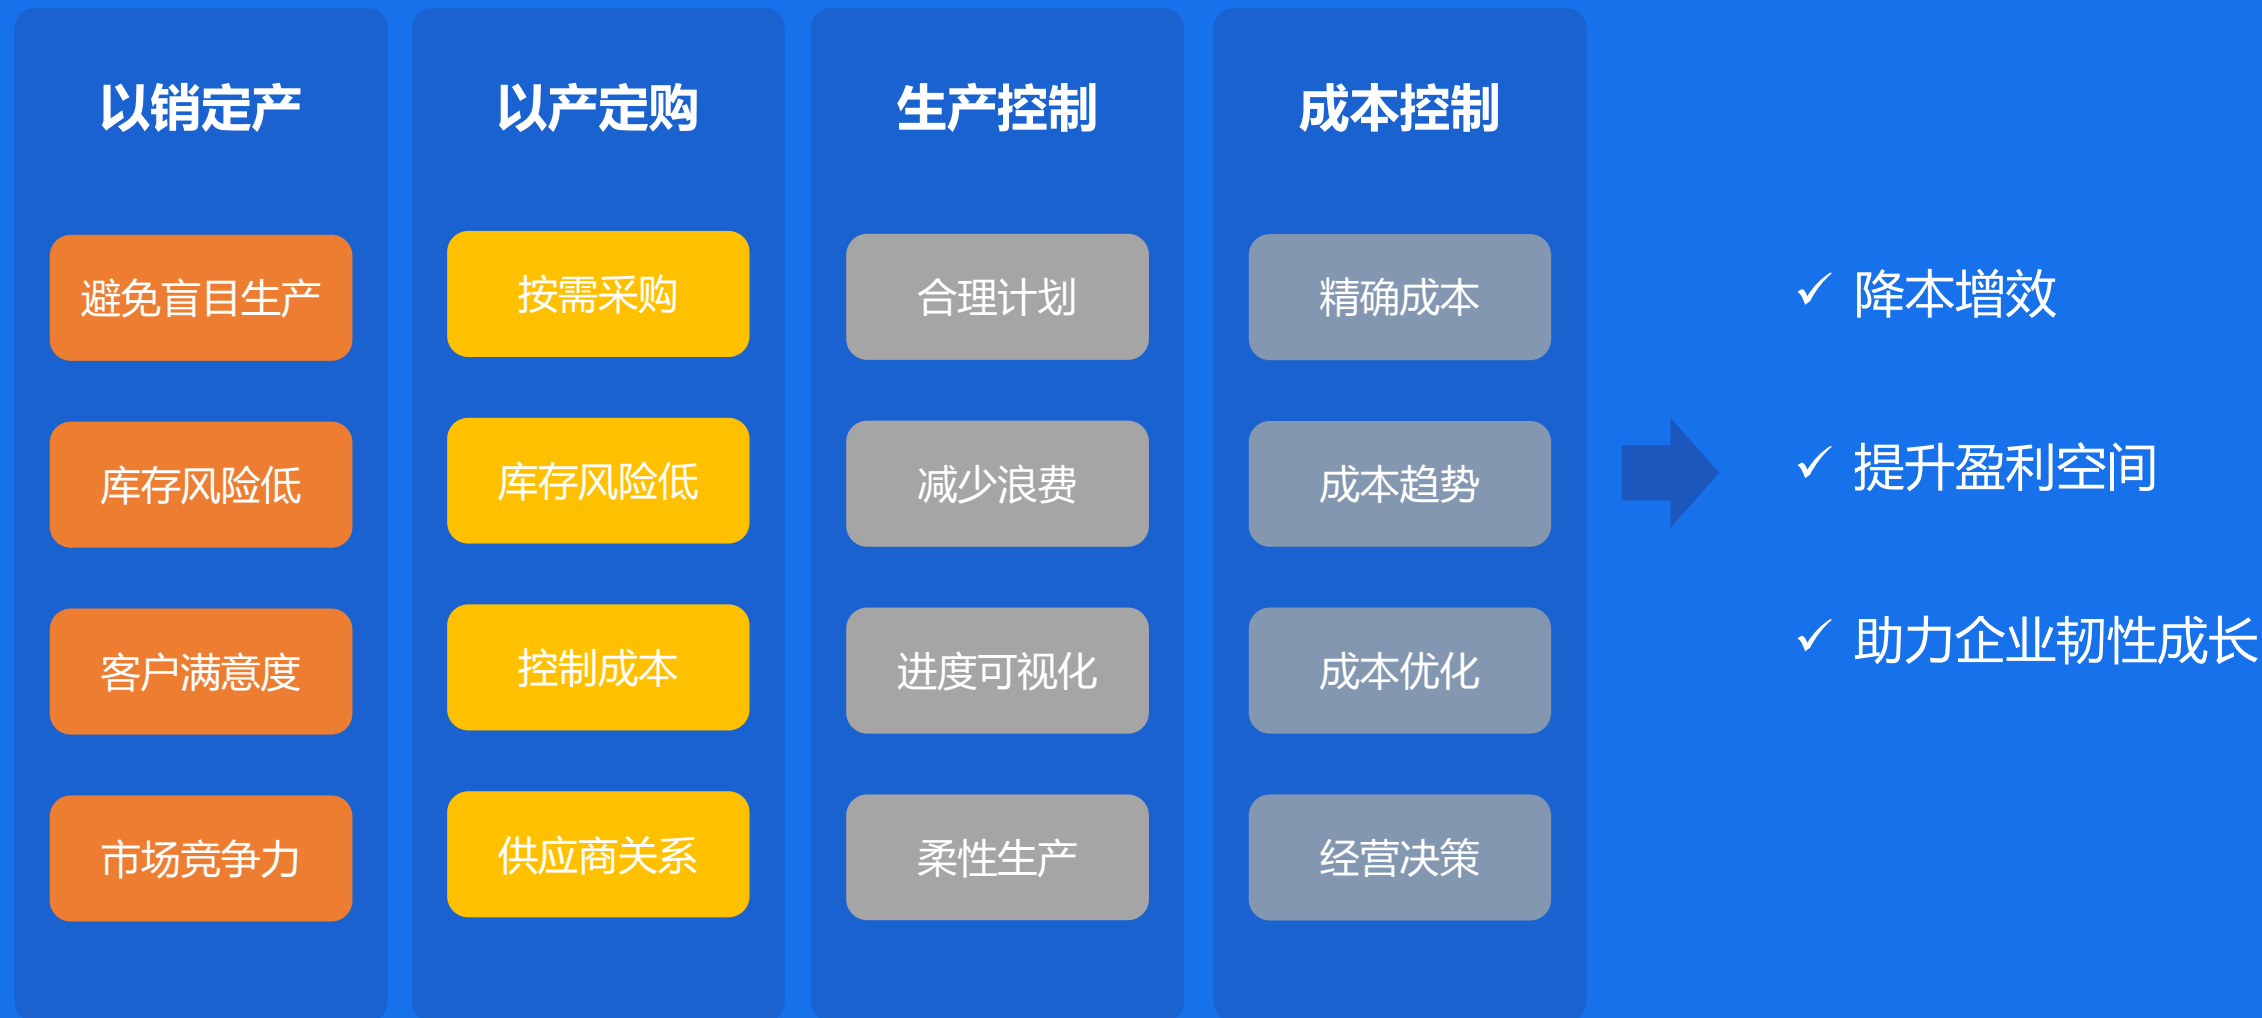 以销定产
避免盲目生产
库存风险低
客户满意度
市场竞争力
以产定购
按需采购
库存风险低
控制成本
供应商关系
生产控制
合理计划
减少浪费
进度可视化
柔性生产
成本控制
精确成本
成本趋势
成本优化
经营决策
✓ 降本增效
✓ 提升盈利空间
✓ 助力企业韧性成长